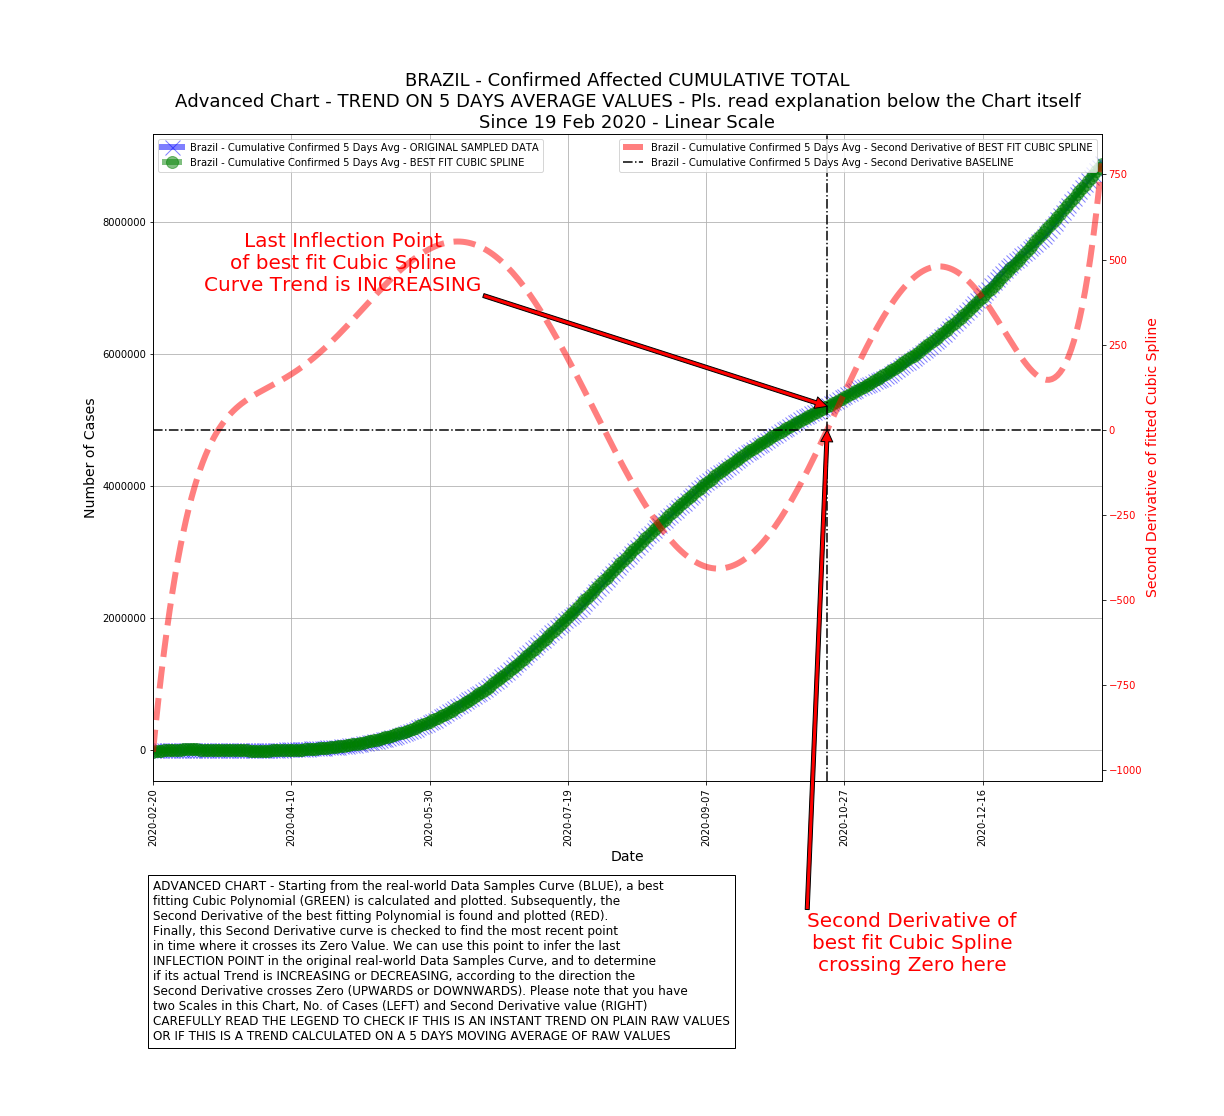 BRAZIL - Confirmed Affected CUMULATIVE TOTAL
Advanced Chart - TREND ON 5 DAYS AVERAGE VALUES - Pls. read explanation below the Chart itself
Since 19 Feb 2020 - Linear Scale
Brazil - Cumulative Confirmed 5 Days Avg - ORIGINAL SAMPLED DATA
Brazil - Cumulative Confirmed 5 Days Avg - BEST FIT CUBIC SPLINE
Brazil - Cumulative Confirmed 5 Days Avg - Second Derivative of BEST FIT CUBIC SPLINE
Brazil - Cumulative Confirmed 5 Days Avg - Second Derivative BASELINE
Last Inflection Point
of best fit Cubic Spline
Curve Trend is INCREASING
Number of Cases
8000000
6000000
4000000
2000000
0
750
500
250
0
−250
−500
−750
−1000
Second Derivative of fitted Cubic Spline
2020-02-20
2020-04-10
2020-05-30
2020-07-19
2020-09-07
2020-10-27
2020-12-16
Date
Second Derivative of
best fit Cubic Spline
crossing Zero here
ADVANCED CHART - Starting from the real-world Data Samples Curve (BLUE), a best
fitting Cubic Polynomial (GREEN) is calculated and plotted. Subsequently, the
Second Derivative of the best fitting Polynomial is found and plotted (RED).
Finally, this Second Derivative curve is checked to find the most recent point
in time where it crosses its Zero Value. We can use this point to infer the last
INFLECTION POINT in the original real-world Data Samples Curve, and to determine
if its actual Trend is INCREASING or DECREASING, according to the direction the
Second Derivative crosses Zero (UPWARDS or DOWNWARDS). Please note that you have
two Scales in this Chart, No. of Cases (LEFT) and Second Derivative value (RIGHT)
CAREFULLY READ THE LEGEND TO CHECK IF THIS IS AN INSTANT TREND ON PLAIN RAW VALUES
OR IF THIS IS A TREND CALCULATED ON A 5 DAYS MOVING AVERAGE OF RAW VALUES